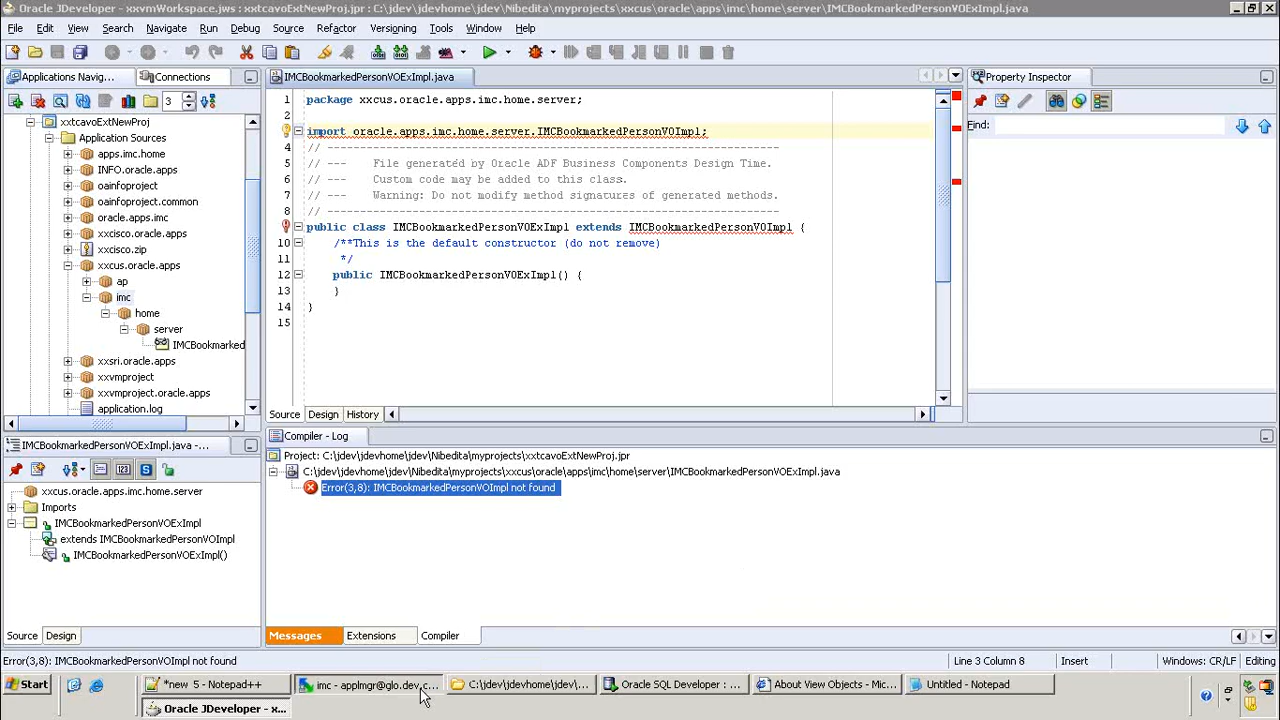 Oracle JDeveloper - xxvmWorkspace.jws : xxtcavoExtNewProj.jpr : C:\jdev\jdevhome\jdev\Nibedita\myprojects\xxcus\oracle\apps\imc\home\server\IMCBookmarkedPersonVOExImpl.java
File Edit View Search Navigate Run Debug Source Refactor Versioning Tools Window Help
Applications Navig... Connections
IMCBookmarkedPersonVOExImpl.java
Property Inspector
3
Find:
xxtcavoExtNewProj
Application Sources
apps.imc.home
INFO.oracle.apps
oainfoproject
oainfoproject.common
oracle.apps.imc
xxcisco.oracle.apps
xxcisco.zip
xxcus.oracle.apps
ap
imc
home
server
IMCBookmarked
xxsri.oracle.apps
xxvmproject
xxvmproject.oracle.apps
application.log
1 package xxcus.oracle.apps.imc.home.server;
2
3 import oracle.apps.imc.home.server.IMCBookmarkedPersonVOImpl;
4 // ---------------------------------------------------------------------
5 // --- File generated by Oracle ADF Business Components Design Time.
6 // --- Custom code may be added to this class.
7 // --- Warning: Do not modify method signatures of generated methods.
8 // ---------------------------------------------------------------------
public class IMCBookmarkedPersonVOExImpl extends IMCBookmarkedPersonVOImpl {
10 /**This is the default constructor (do not remove)
11 */
12 public IMCBookmarkedPersonVOExImpl() {
13 }
14 }
15
Source Design History
IMCBookmarkedPersonVOExImpl.java -...
xxcus.oracle.apps.imc.home.server
Imports
IMCBookmarkedPersonVOExImpl
extends IMCBookmarkedPersonVOImpl
IMCBookmarkedPersonVOExImpl()
Source Design
Compiler - Log
Project: C:\jdev\jdevhome\jdev\Nibedita\myprojects\xxtcavoExtNewProj.jpr
C:\jdev\jdevhome\jdev\Nibedita\myprojects\xxcus\oracle\apps\imc\home\server\IMCBookmarkedPersonVOExImpl.java
Error(3,8): IMCBookmarkedPersonVOImpl not found
Messages Extensions Compiler
Error(3,8): IMCBookmarkedPersonVOImpl not found
Line 3 Column 8 Insert Windows: CR/LF Editing
Start *new 5 - Notepad++ imc - applmgr@glo.dev.c... C:\jdev\jdevhome\jdev\... Oracle SQL Developer : ... About View Objects - Mic... Untitled - Notepad
Oracle JDeveloper - x...